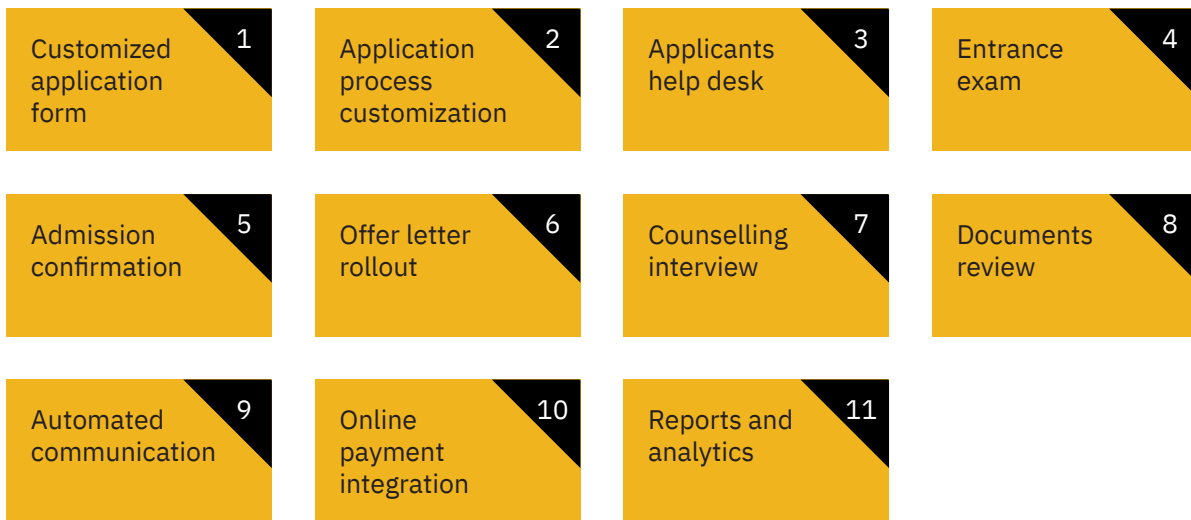 Customized
application
form
1
Application
process
customization
2
Applicants
help desk
3
Entrance
exam
4
Admission
confirmation
5
Offer letter
rollout
6
Counselling
interview
7
Documents
review
8
Automated
communication
9
Online
payment
integration
10
Reports and
analytics
11